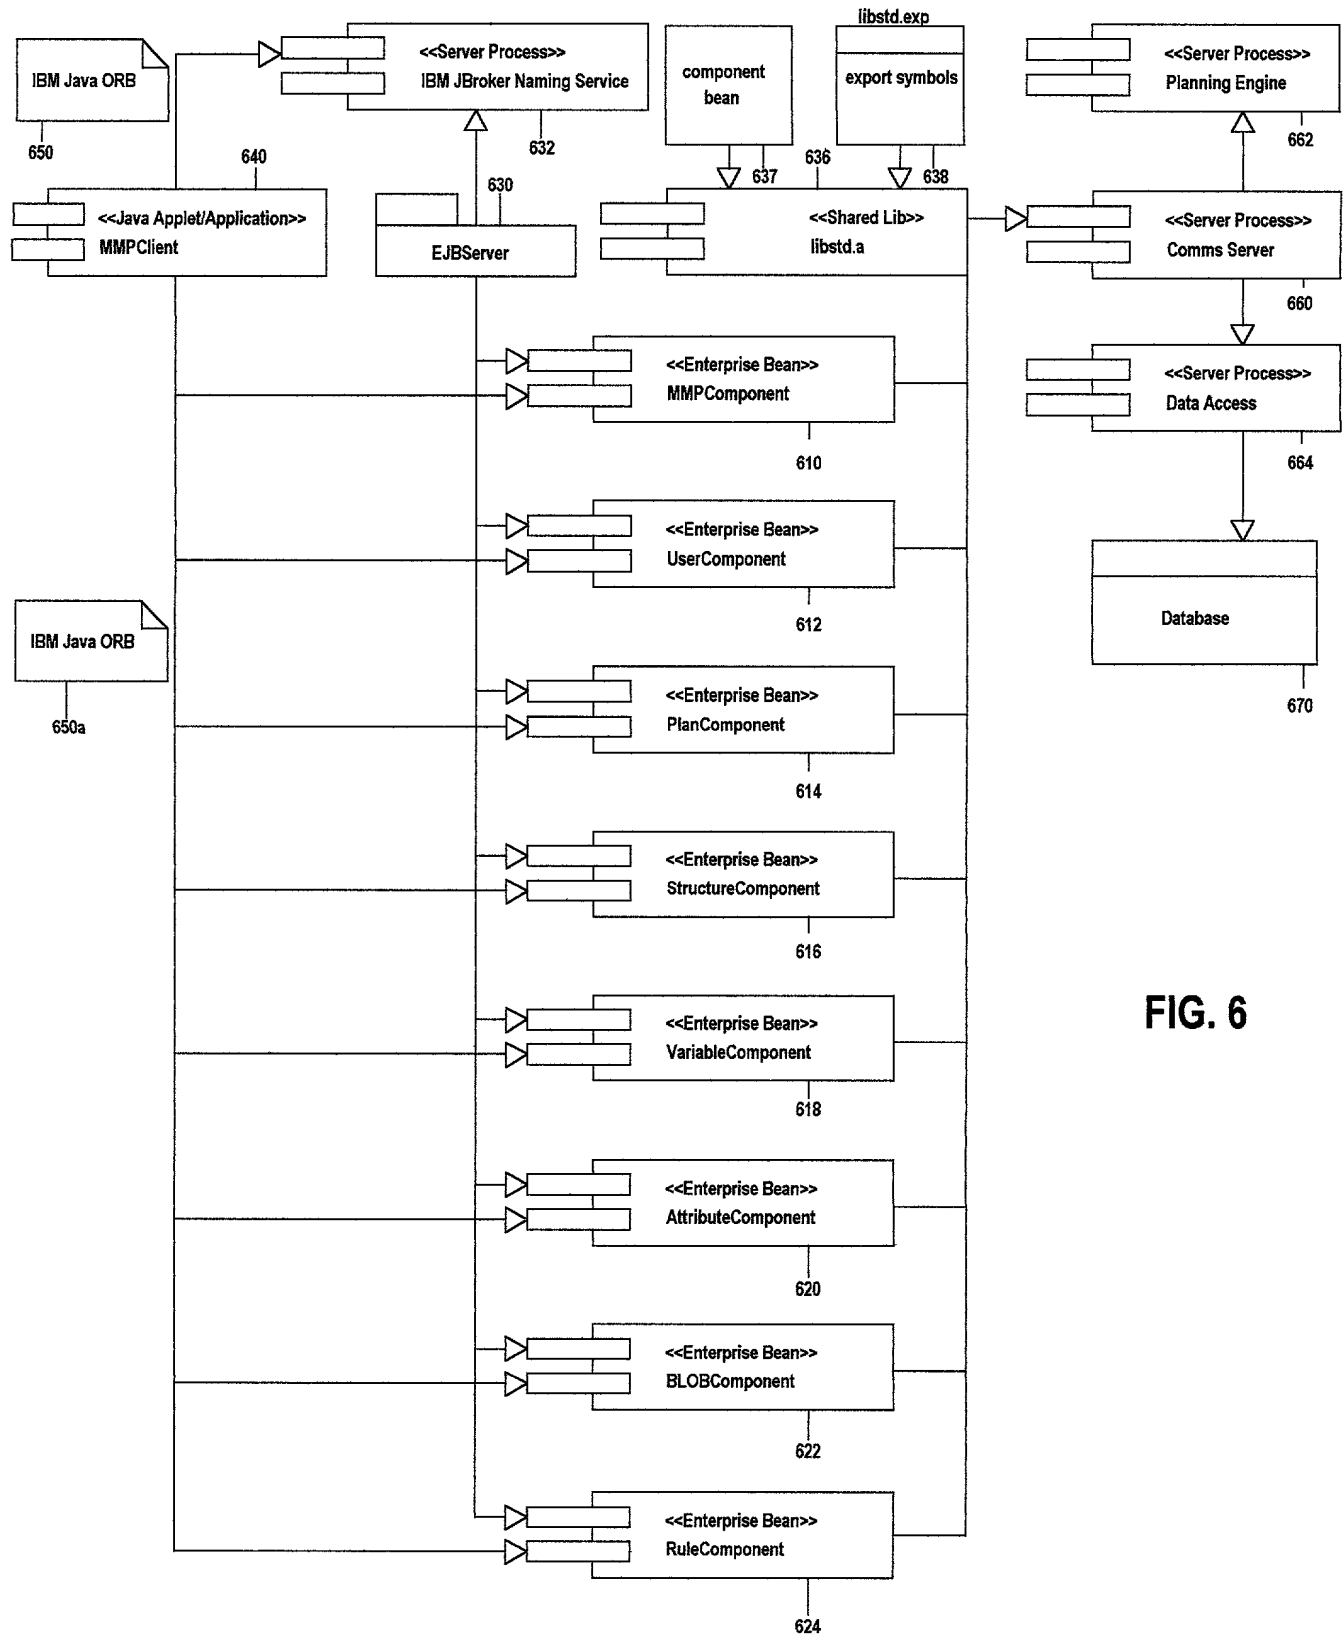 libstd.exp
IBM Java ORB
650
<<Server Process>>
IBM JBroker Naming Service
632
component
bean
637
export symbols
638
<<Server Process>>
Planning Engine
662
640
<<Java Applet/Application>>
MMPClient
630
EJBServer
636
<<Shared Lib>>
libstd.a
<<Server Process>>
Comms Server
660
<<Enterprise Bean>>
MMPComponent
610
<<Server Process>>
Data Access
664
<<Enterprise Bean>>
UserComponent
612
Database
670
IBM Java ORB
650a
<<Enterprise Bean>>
PlanComponent
614
<<Enterprise Bean>>
StructureComponent
616
<<Enterprise Bean>>
VariableComponent
618
FIG. 6
<<Enterprise Bean>>
AttributeComponent
620
<<Enterprise Bean>>
BLOBComponent
622
<<Enterprise Bean>>
RuleComponent
624